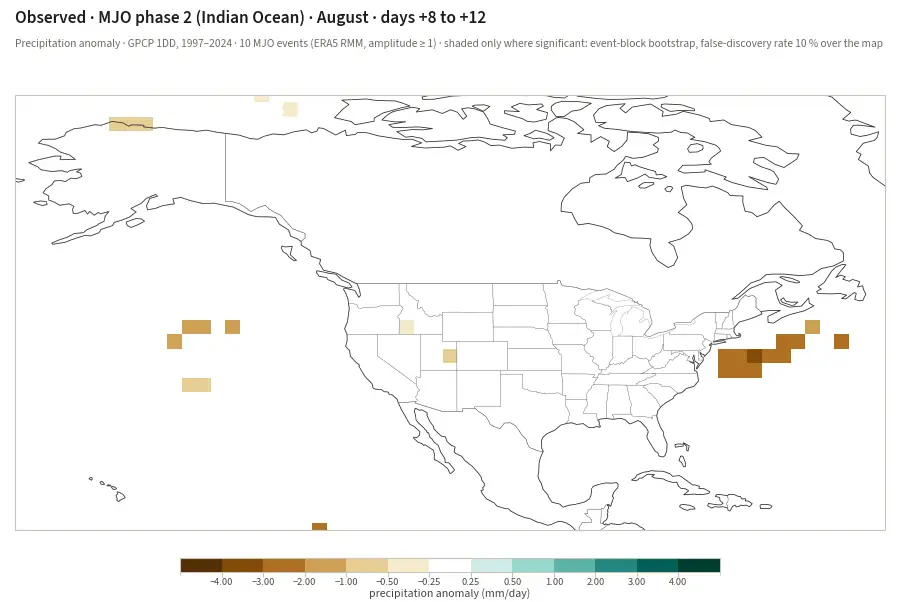 Observed · MJO phase 2 (Indian Ocean) · August · days +8 to +12
Precipitation anomaly · GPCP 1DD, 1997–2024 · 10 MJO events (ERA5 RMM, amplitude ≥ 1) · shaded only where significant: event-block bootstrap, false-discovery rate 10 % over the map
−4.00 −3.00 −2.00 −1.00 −0.50 −0.25 0.25 0.50 1.00 2.00 3.00 4.00
precipitation anomaly (mm/day)